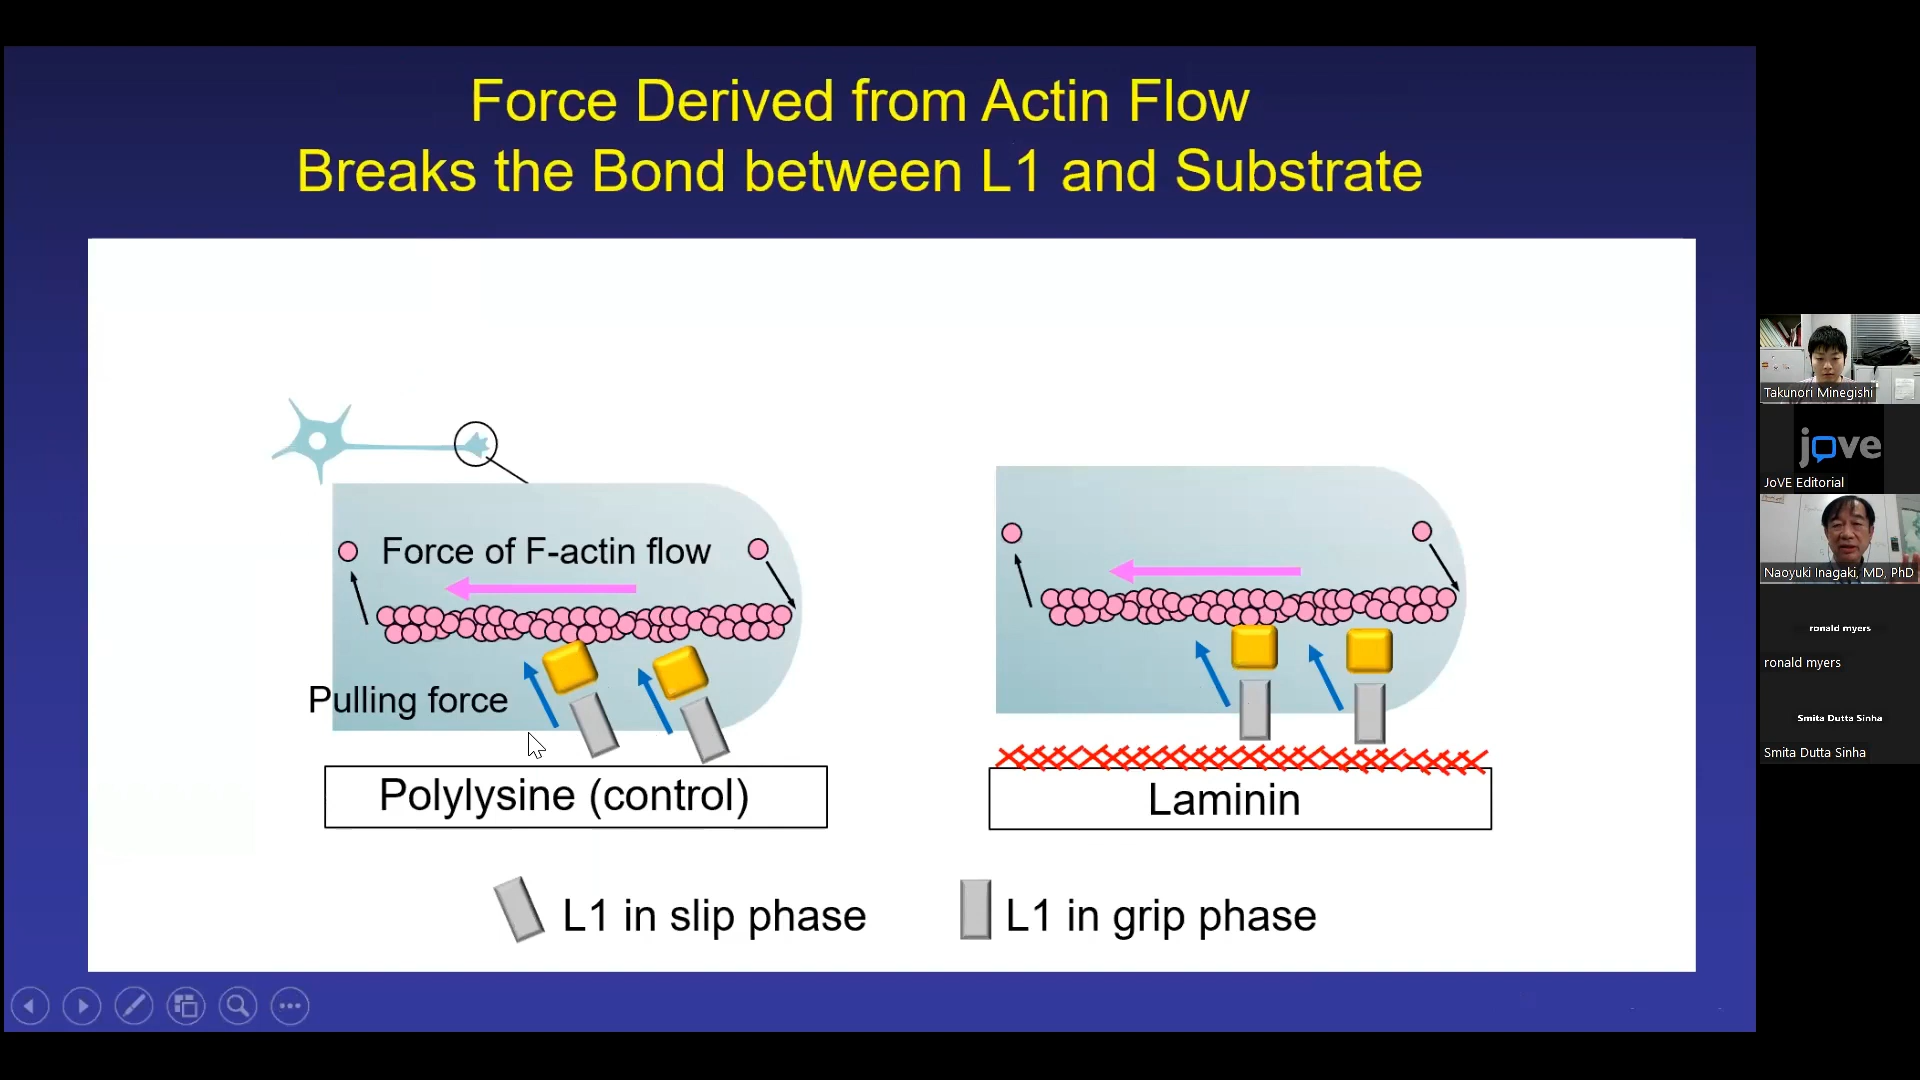 Force Derived from Actin Flow
Breaks the Bond between L1 and Substrate
Force of F-actin flow
Pulling force
Polylysine (control)
Laminin
L1 in slip phase
L1 in grip phase
Takunori Minegishi
jove
JoVE Editorial
Naoyuki Inagaki, MD, PhD
ronald myers
ronald myers
Smita Dutta Sinha
Smita Dutta Sinha